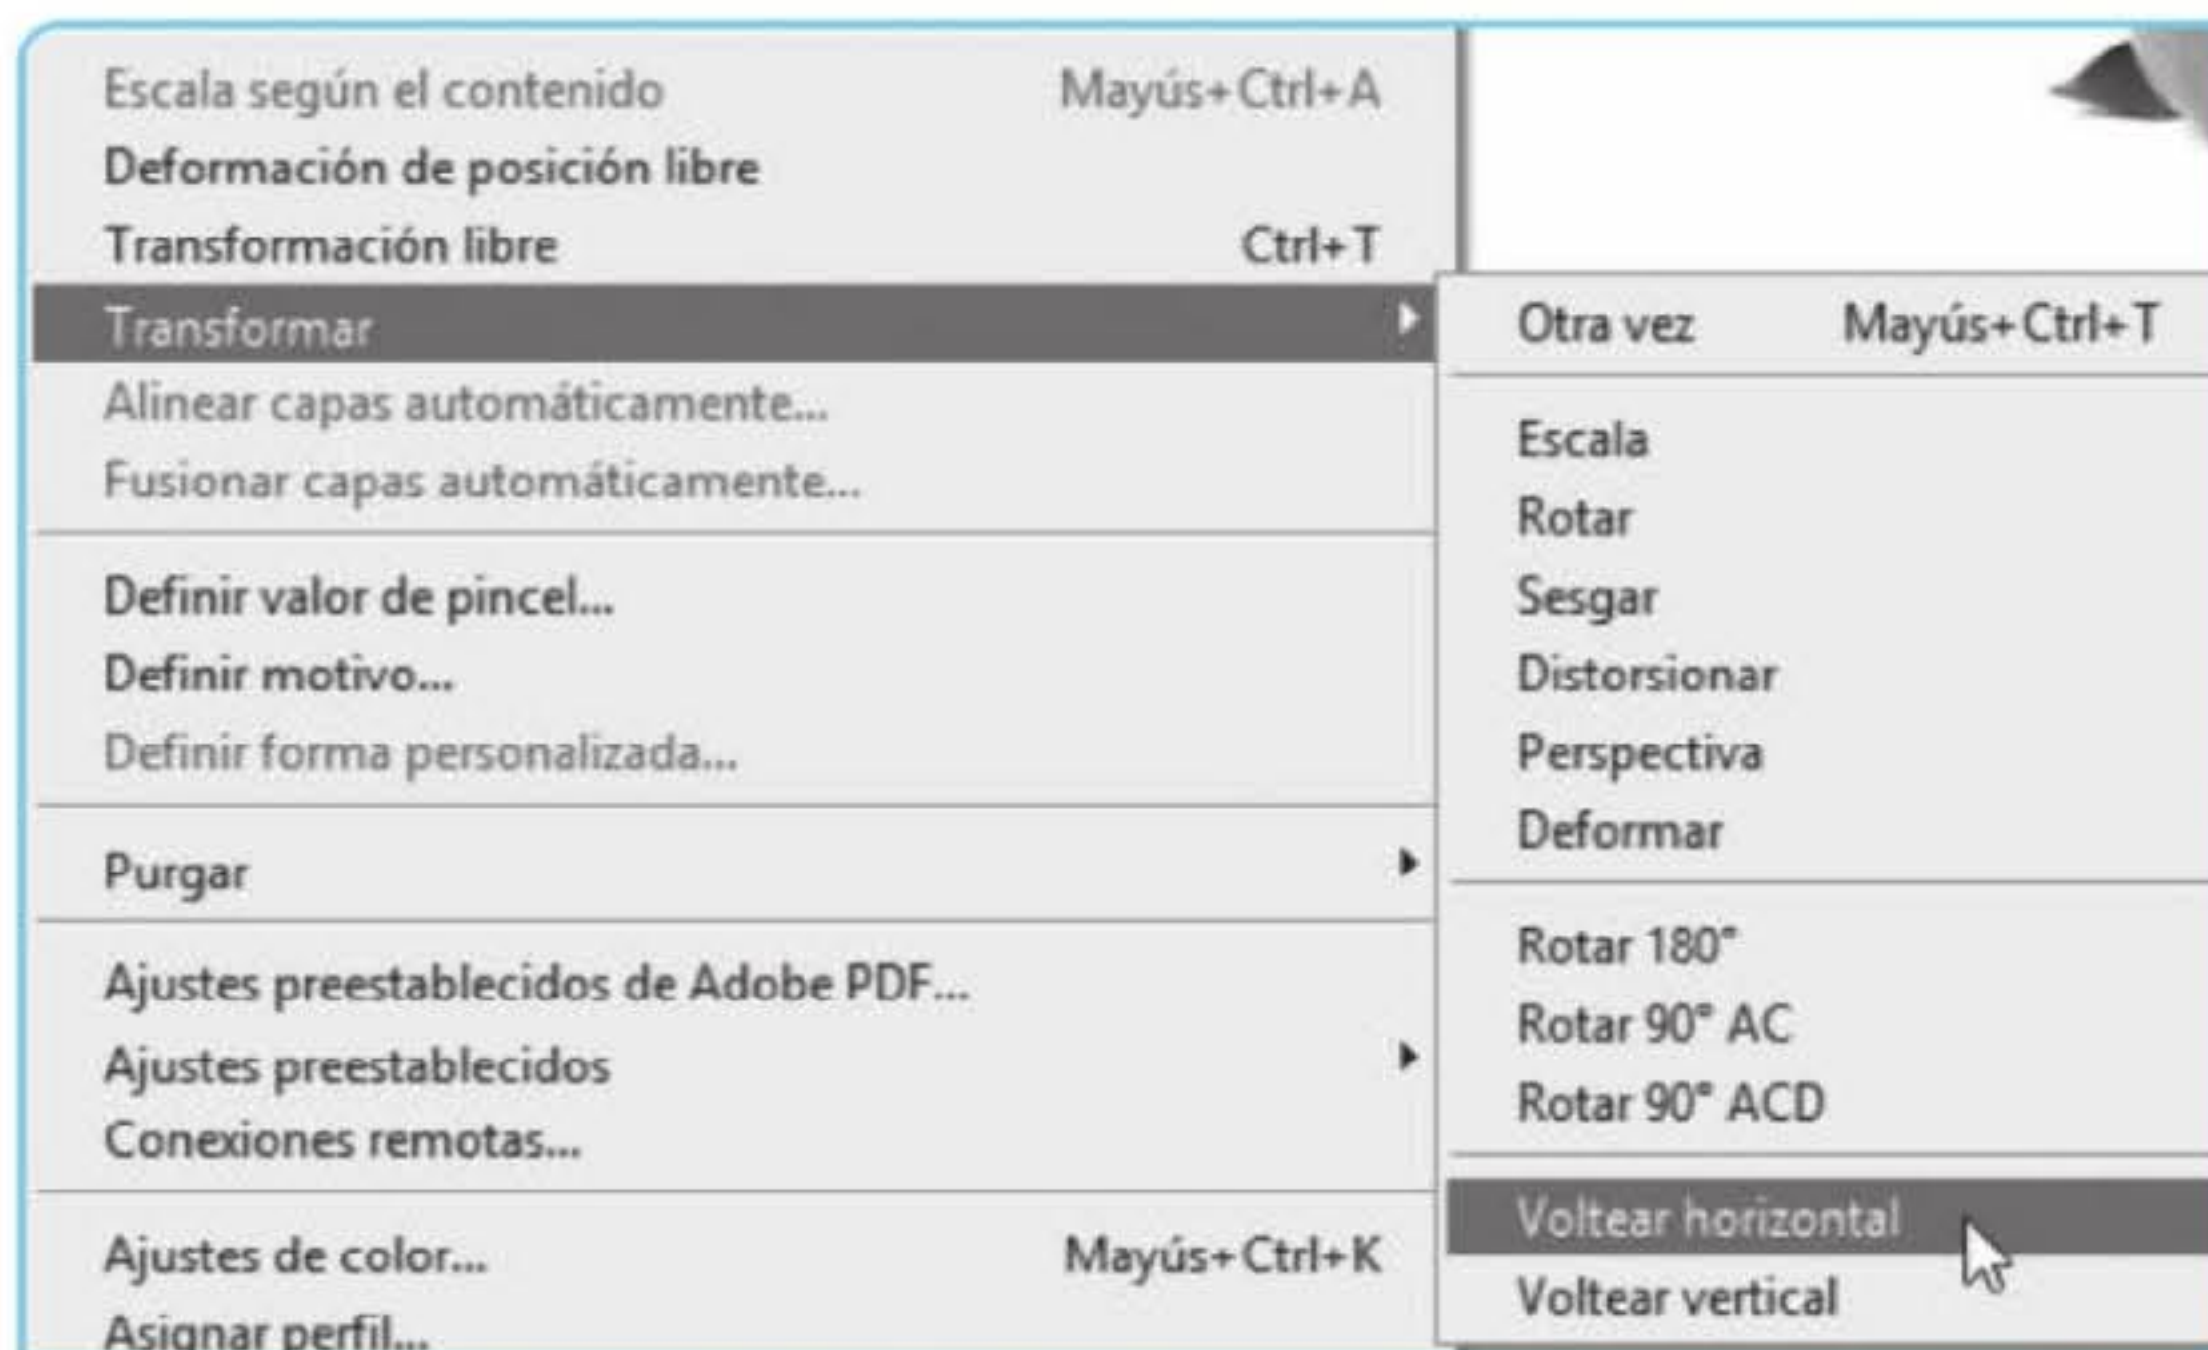 Escala según el contenido Mayús+Ctrl+A
Deformación de posición libre
Transformación libre Ctrl+T
Transformar
Alinear capas automáticamente...
Fusionar capas automáticamente...
Definir valor de pincel...
Definir motivo...
Definir forma personalizada...
Purgar
Ajustes preestablecidos de Adobe PDF...
Ajustes preestablecidos
Conexiones remotas...
Ajustes de color... Mayús+Ctrl+K
Asignar perfil...
Otra vez Mayús+Ctrl+T
Escala
Rotar
Sesgar
Distorsionar
Perspectiva
Deformar
Rotar 180°
Rotar 90° AC
Rotar 90° ACD
Voltear horizontal
Voltear vertical